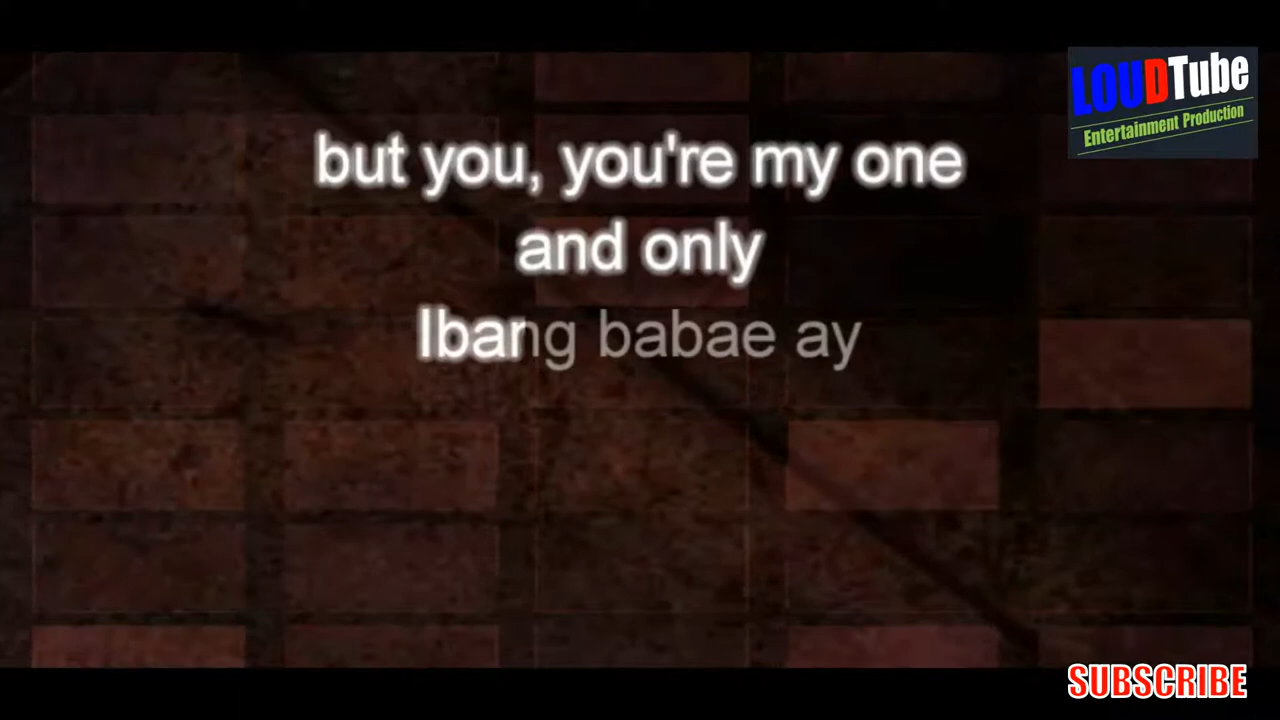 LOUDTube
Entertainment Production
but you, you're my one
and only
Ibang babae ay
SUBSCRIBE